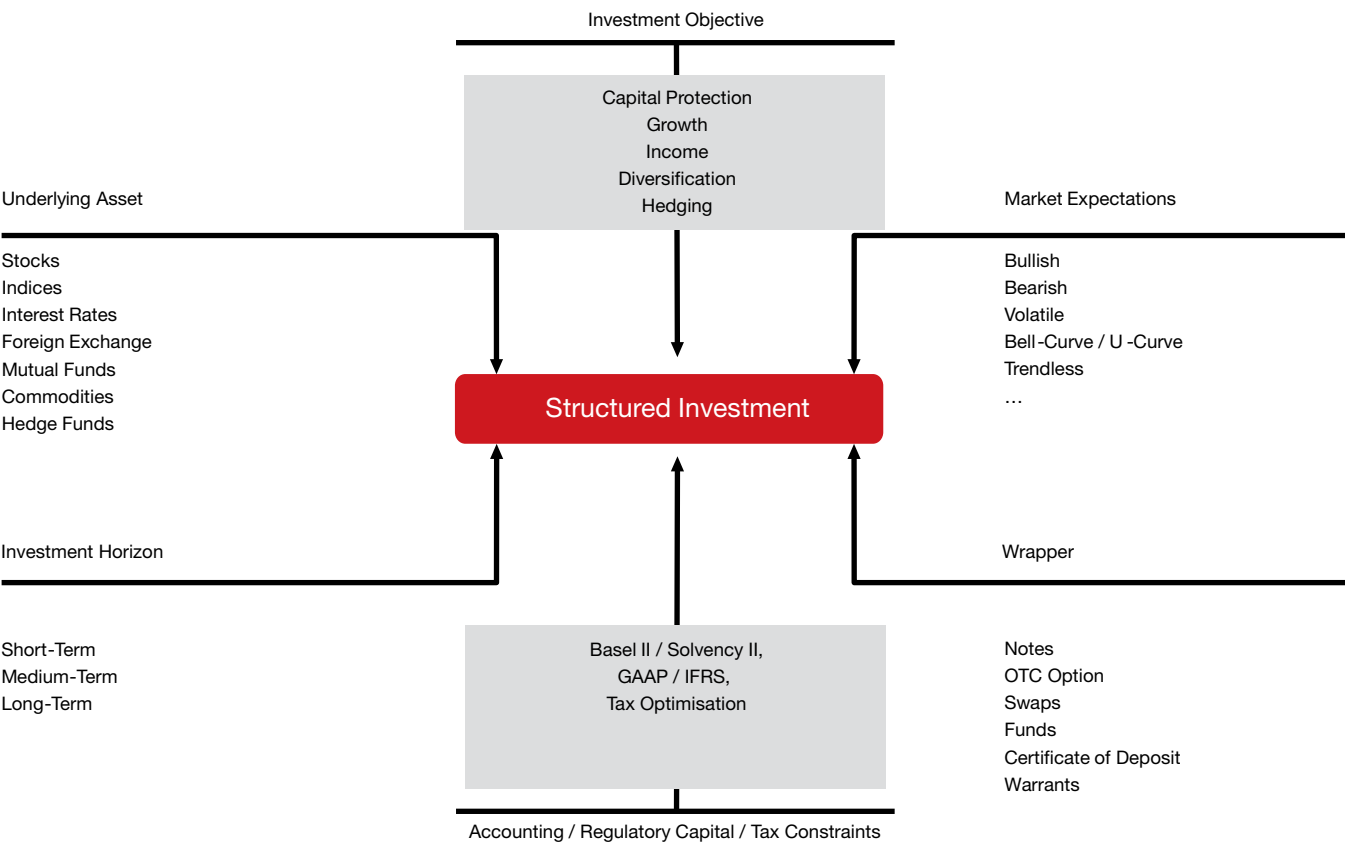 Investment Objective
Capital Protection
Growth
Income
Diversification
Hedging
Underlying Asset
Stocks
Indices
Interest Rates
Foreign Exchange
Mutual Funds
Commodities
Hedge Funds
Market Expectations
Bullish
Bearish
Volatile
Bell-Curve / U -Curve
Trendless
…
Structured Investment
Investment Horizon
Short-Term
Medium-Term
Long-Term
Basel II / Solvency II,
GAAP / IFRS,
Tax Optimisation
Accounting / Regulatory Capital / Tax Constraints
Wrapper
Notes
OTC Option
Swaps
Funds
Certificate of Deposit
Warrants